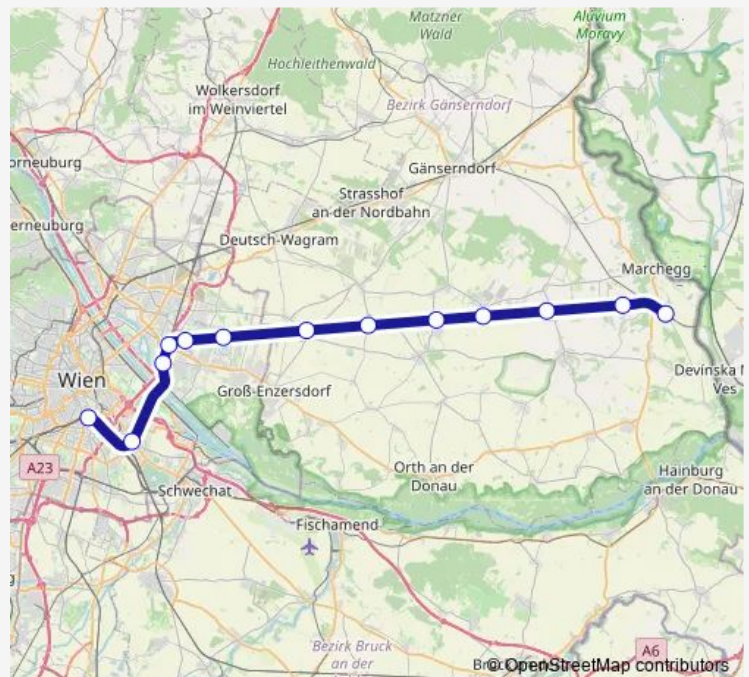 Matzner
Wald
Aluvium
Moravy
Hochleithenwald
Wolkersdorf
im Weinviertel
Bezirk Gänserndorf
orneuburg
Gänserndorf
Strasshof
an der Nordbahn
erneuburg
Deutsch-Wagram
Marchegg
Wien
Groß-Enzersdorf
Devínska N
Ves
A23
Orth an der
Donau
Hainburg
an der Donau
Schwechat
Fischamend
Bezirk Bruck
an der
A6
© OpenStreetMap contributors